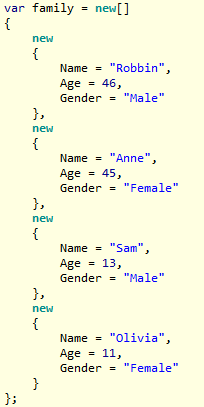 var family = new[]
{
    new
    {
        Name = "Robbin",
        Age = 46,
        Gender = "Male"
    },
    new
    {
        Name = "Anne",
        Age = 45,
        Gender = "Female"
    },
    new
    {
        Name = "Sam",
        Age = 13,
        Gender = "Male"
    },
    new
    {
        Name = "Olivia",
        Age = 11,
        Gender = "Female"
    }
};